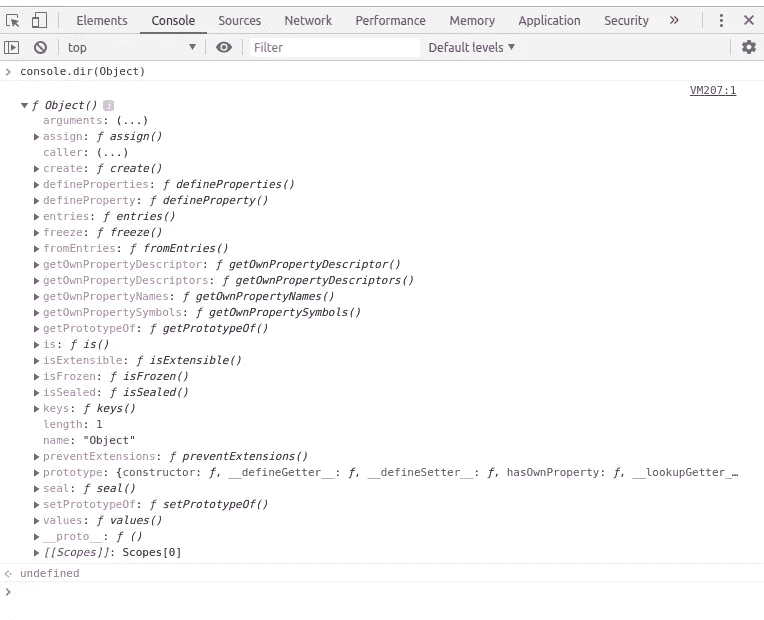 Elements Console Sources Network Performance Memory Application Security »
top Filter Default levels
console.dir(Object)
VM207:1
ƒ Object() i
arguments: (...)
assign: ƒ assign()
caller: (...)
create: ƒ create()
defineProperties: ƒ defineProperties()
defineProperty: ƒ defineProperty()
entries: ƒ entries()
freeze: ƒ freeze()
fromEntries: ƒ fromEntries()
getOwnPropertyDescriptor: ƒ getOwnPropertyDescriptor()
getOwnPropertyDescriptors: ƒ getOwnPropertyDescriptors()
getOwnPropertyNames: ƒ getOwnPropertyNames()
getOwnPropertySymbols: ƒ getOwnPropertySymbols()
getPrototypeOf: ƒ getPrototypeOf()
is: ƒ is()
isExtensible: ƒ isExtensible()
isFrozen: ƒ isFrozen()
isSealed: ƒ isSealed()
keys: ƒ keys()
length: 1
name: "Object"
preventExtensions: ƒ preventExtensions()
prototype: {constructor: ƒ, __defineGetter__: ƒ, __defineSetter__: ƒ, hasOwnProperty: ƒ, __lookupGetter_…
seal: ƒ seal()
setPrototypeOf: ƒ setPrototypeOf()
values: ƒ values()
__proto__: ƒ ()
[[Scopes]]: Scopes[0]
undefined